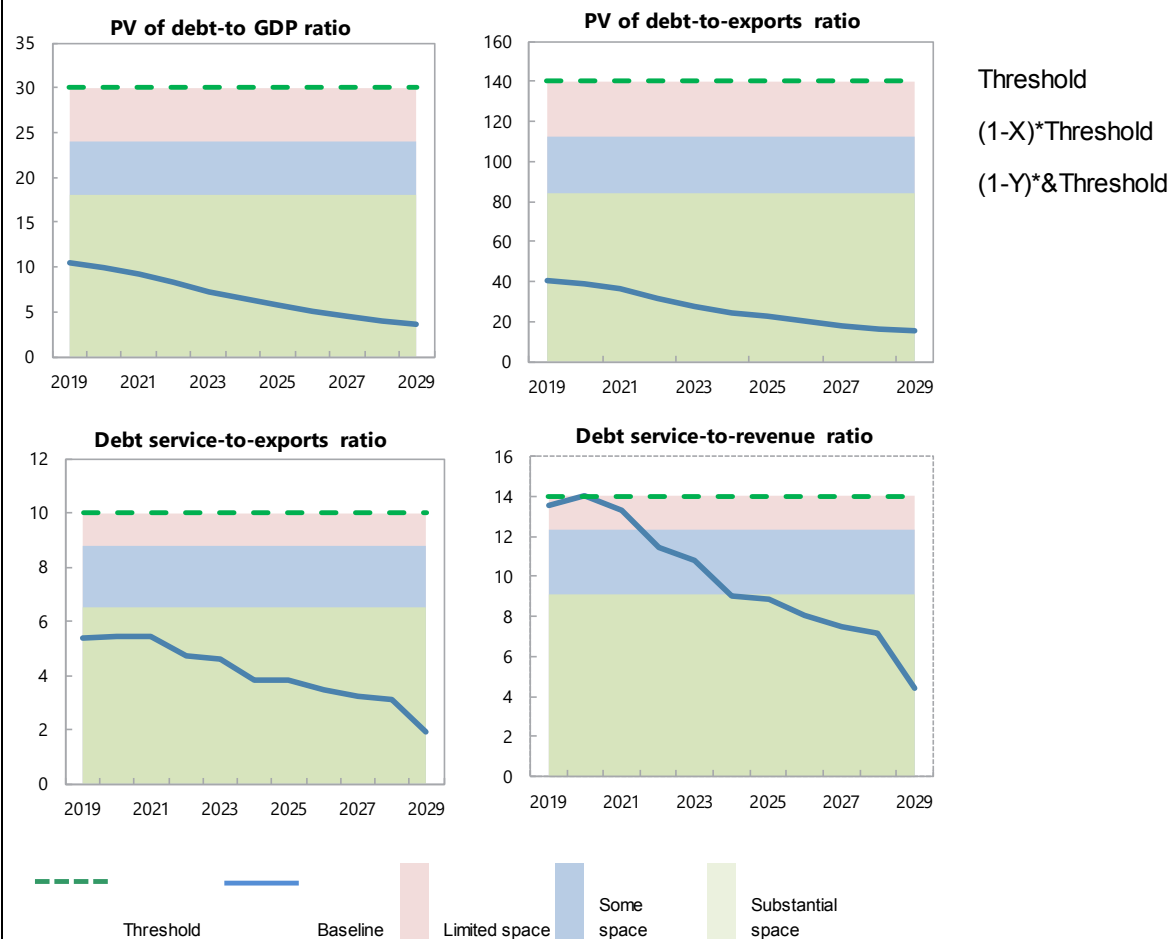 PV of debt-to GDP ratio
35
30
25
20
15
10
5
0
2019 2021 2023 2025 2027 2029
PV of debt-to-exports ratio
160
140
120
100
80
60
40
20
0
2019 2021 2023 2025 2027 2029
Threshold
(1-X)*Threshold
(1-Y)*&Threshold
Debt service-to-exports ratio
12
10
8
6
4
2
0
2019 2021 2023 2025 2027 2029
Debt service-to-revenue ratio
16
14
12
10
8
6
4
2
0
2019 2021 2023 2025 2027 2029
Threshold
Baseline
Limited space
Some
space
Substantial
space